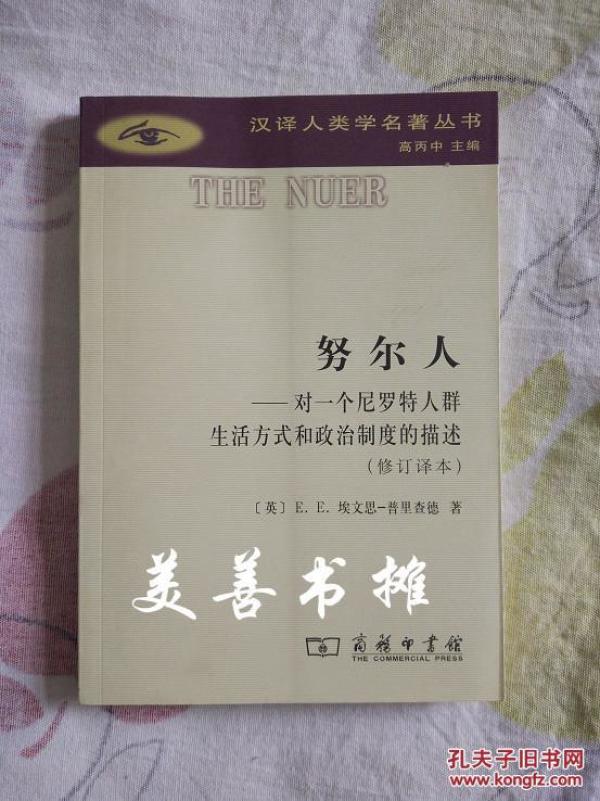 汉译人类学名著丛书
高丙中 主编
THE NUER
努尔人
——对一个尼罗特人群
生活方式和政治制度的描述
(修订译本)
〔英〕E. E. 埃文思-普里查德 著
美善书摊
商務印書館
THE COMMERCIAL PRESS
孔夫子旧书网
www.kongfz.com